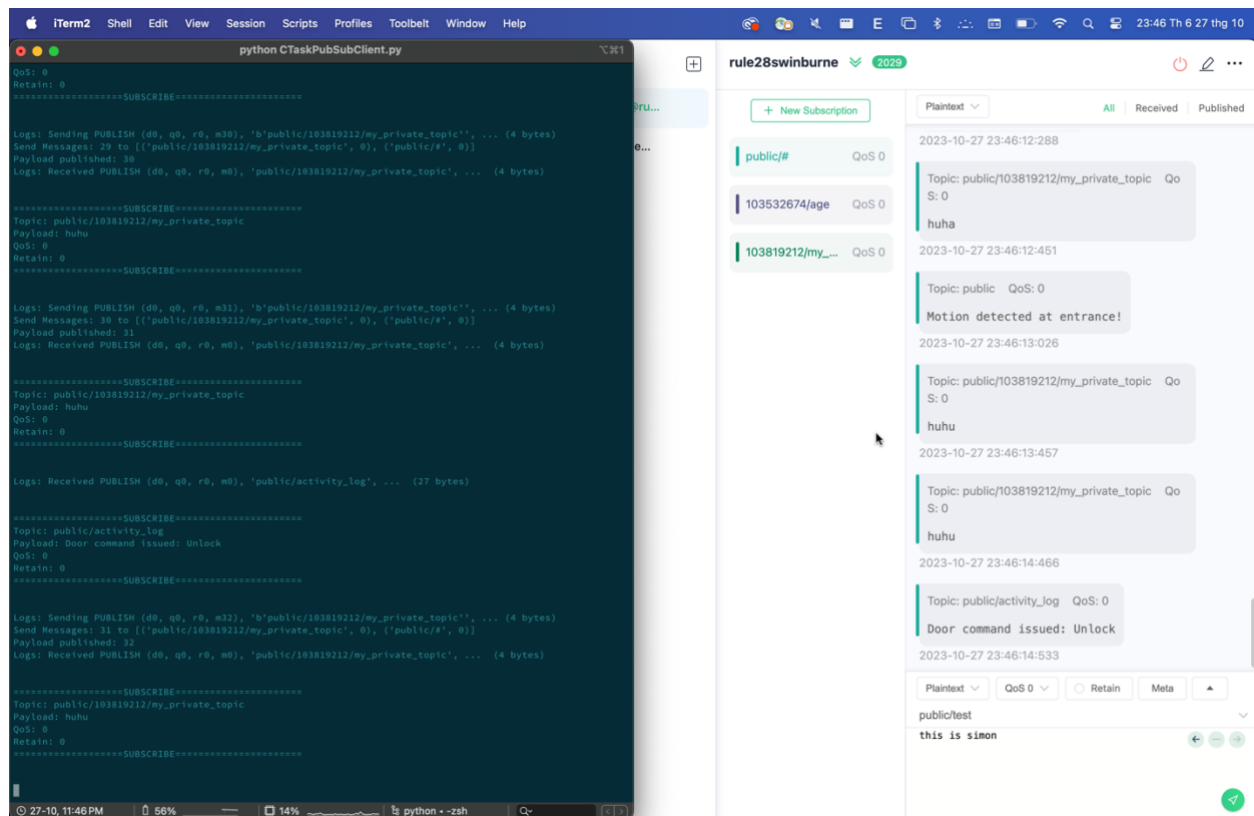 iTerm2 Shell Edit View Session Scripts Profiles Toolbelt Window Help
E
23:46 Th 6 27 thg 10
python CTaskPubSubClient.py
⌥⌘1
QoS: 0
Retain: 0
===================SUBSCRIBE======================
Logs: Sending PUBLISH (d0, q0, r0, m30), 'b'public/103819212/my_private_topic'', ... (4 bytes)
Send Messages: 29 to [('public/103819212/my_private_topic', 0), ('public/#', 0)]
Payload published: 30
Logs: Received PUBLISH (d0, q0, r0, m0), 'public/103819212/my_private_topic', ...  (4 bytes)
===================SUBSCRIBE======================
Topic: public/103819212/my_private_topic
Payload: huhu
QoS: 0
Retain: 0
===================SUBSCRIBE======================
Logs: Sending PUBLISH (d0, q0, r0, m31), 'b'public/103819212/my_private_topic'', ... (4 bytes)
Send Messages: 30 to [('public/103819212/my_private_topic', 0), ('public/#', 0)]
Payload published: 31
Logs: Received PUBLISH (d0, q0, r0, m0), 'public/103819212/my_private_topic', ...  (4 bytes)
===================SUBSCRIBE======================
Topic: public/103819212/my_private_topic
Payload: huhu
QoS: 0
Retain: 0
===================SUBSCRIBE======================
Logs: Received PUBLISH (d0, q0, r0, m0), 'public/activity_log', ...  (27 bytes)
===================SUBSCRIBE======================
Topic: public/activity_log
Payload: Door command issued: Unlock
QoS: 0
Retain: 0
===================SUBSCRIBE======================
Logs: Sending PUBLISH (d0, q0, r0, m32), 'b'public/103819212/my_private_topic'', ... (4 bytes)
Send Messages: 31 to [('public/103819212/my_private_topic', 0), ('public/#', 0)]
Payload published: 32
Logs: Received PUBLISH (d0, q0, r0, m0), 'public/103819212/my_private_topic', ...  (4 bytes)
===================SUBSCRIBE======================
Topic: public/103819212/my_private_topic
Payload: huhu
QoS: 0
Retain: 0
===================SUBSCRIBE======================
27-10, 11:46 PM 56% 14% python • -zsh
@ru...
e...
rule28swinburne 2029
+ New Subscription
public/# QoS 0
103532674/age QoS 0
103819212/my_... QoS 0
Plaintext All Received Published
2023-10-27 23:46:12:288
Topic: public/103819212/my_private_topic Qo
S: 0
huha
2023-10-27 23:46:12:451
Topic: public QoS: 0
Motion detected at entrance!
2023-10-27 23:46:13:026
Topic: public/103819212/my_private_topic Qo
S: 0
huhu
2023-10-27 23:46:13:457
Topic: public/103819212/my_private_topic Qo
S: 0
huhu
2023-10-27 23:46:14:466
Topic: public/activity_log QoS: 0
Door command issued: Unlock
2023-10-27 23:46:14:533
Plaintext QoS 0 Retain Meta
public/test
this is simon